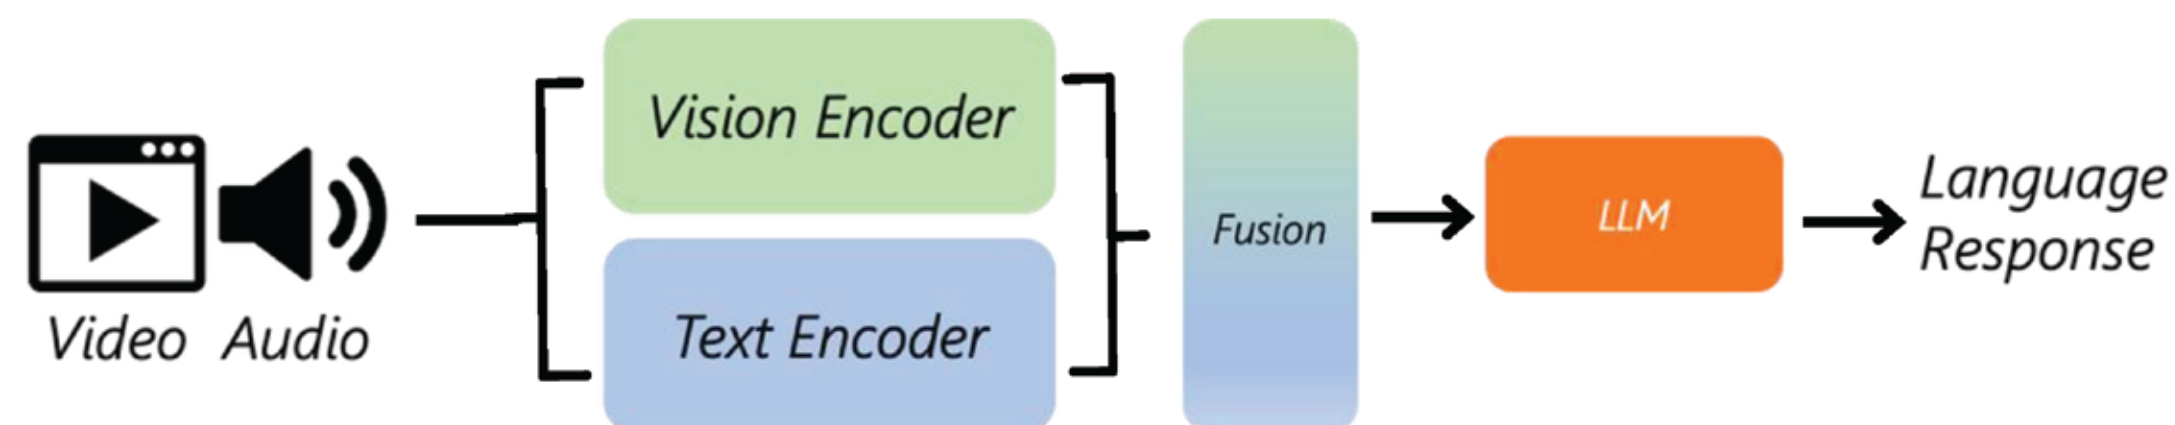 Video Audio
Vision Encoder
Text Encoder
Fusion
LLM
Language
Response